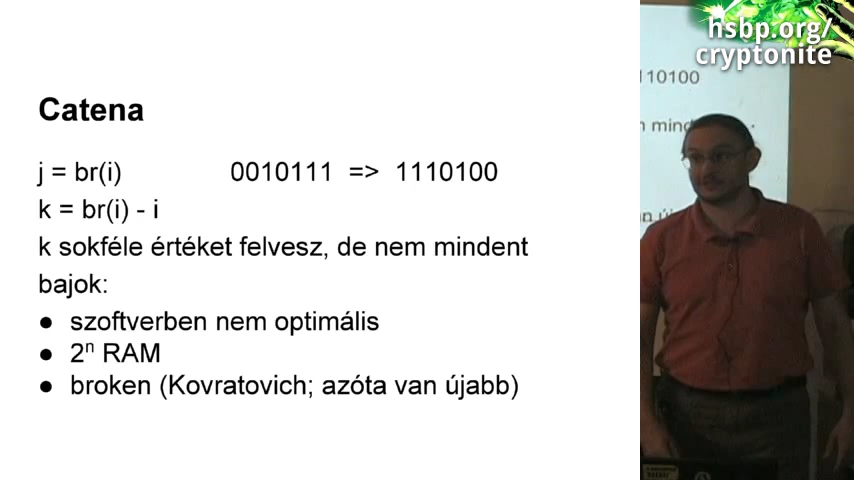 hsbp.org/
cryptonite
Catena
j = br(i) 0010111 => 1110100
k = br(i) - i
k sokféle értéket felvesz, de nem mindent
bajok:
● szoftverben nem optimális
● 2ⁿ RAM
● broken (Kovratovich; azóta van újabb)
110100
n mind